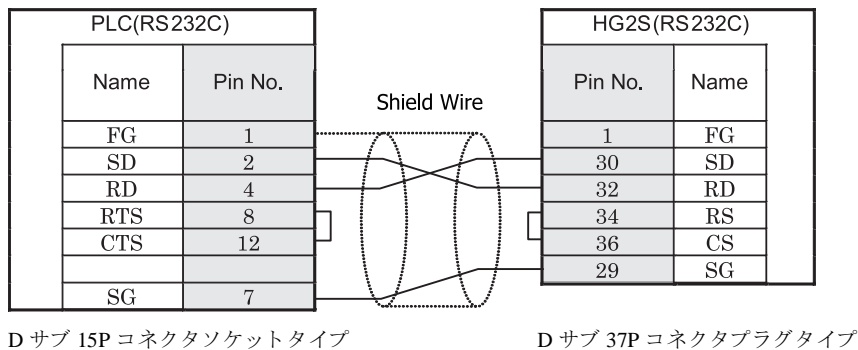 PLC(RS232C)
HG2S(RS232C)
Name Pin No.
Pin No. Name
Shield Wire
FG 1
1 FG
SD 2
30 SD
RD 4
32 RD
RTS 8
34 RS
CTS 12
36 CS
29 SG
SG 7
D サブ 15P コネクタソケットタイプ
D サブ 37P コネクタプラグタイプ